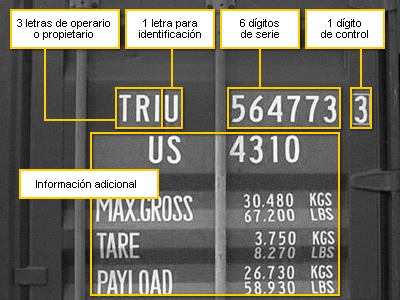 3 letras de operario
o propietario
1 letra para
identificación
6 dígitos
de serie
1 dígito
de control
TRIU 564773 3
US 4310
Información adicional
MAX.GROSS 30.480 KGS
67.200 LBS
TARE 3.750 KGS
8.270 LBS
PAYLOAD 26.730 KGS
58.930 LBS